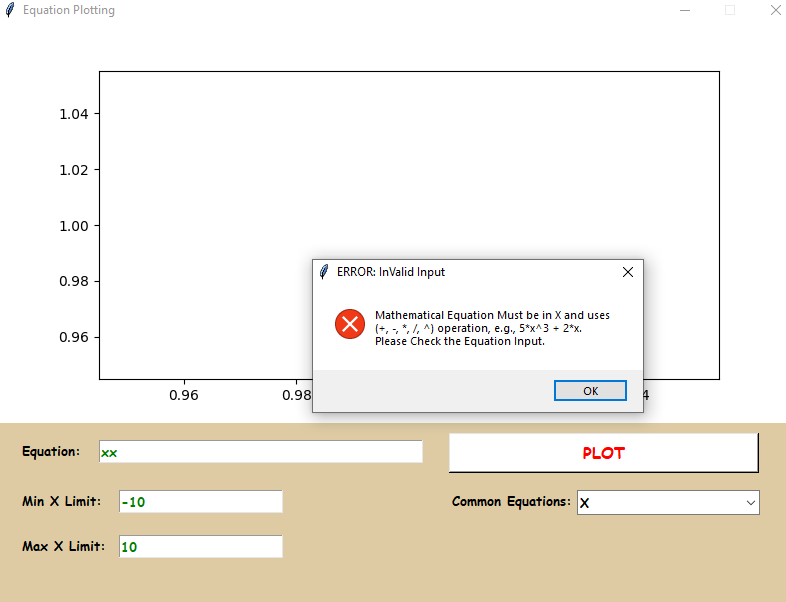 Equation Plotting
1.04
1.02
1.00
0.98
0.96
0.96
0.98
4
ERROR: InValid Input
Mathematical Equation Must be in X and uses
(+, -, *, /, ^) operation, e.g., 5*x^3 + 2*x.
Please Check the Equation Input.
OK
Equation: xx
PLOT
Min X Limit: -10
Common Equations: X
Max X Limit: 10